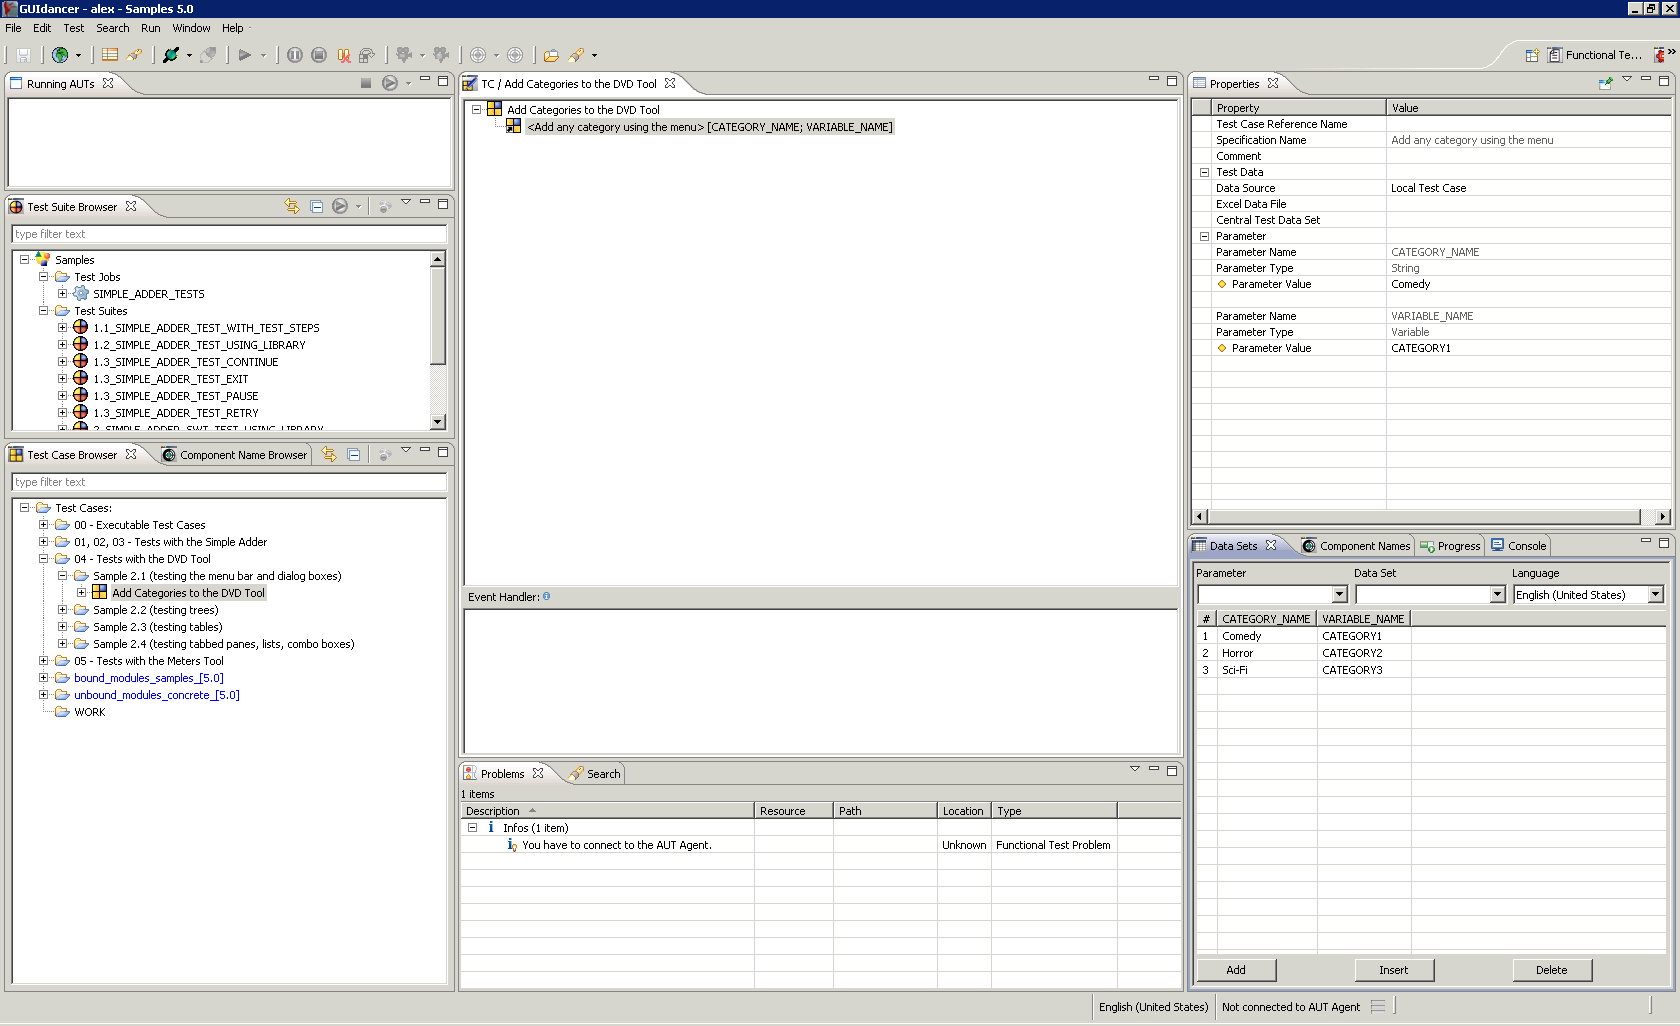 GUIdancer - alex - Samples 5.0
File Edit Test Search Run Window Help
Functional Te...
Running AUTs
Test Suite Browser
type filter text
Samples
Test Jobs
SIMPLE_ADDER_TESTS
Test Suites
1.1_SIMPLE_ADDER_TEST_WITH_TEST_STEPS
1.2_SIMPLE_ADDER_TEST_USING_LIBRARY
1.3_SIMPLE_ADDER_TEST_CONTINUE
1.3_SIMPLE_ADDER_TEST_EXIT
1.3_SIMPLE_ADDER_TEST_PAUSE
1.3_SIMPLE_ADDER_TEST_RETRY
2_SIMPLE_ADDER_SWT_TEST_USING_LIBRARY
Test Case Browser Component Name Browser
type filter text
Test Cases:
00 - Executable Test Cases
01, 02, 03 - Tests with the Simple Adder
04 - Tests with the DVD Tool
Sample 2.1 (testing the menu bar and dialog boxes)
Add Categories to the DVD Tool
Sample 2.2 (testing trees)
Sample 2.3 (testing tables)
Sample 2.4 (testing tabbed panes, lists, combo boxes)
05 - Tests with the Meters Tool
bound_modules_samples_[5.0]
unbound_modules_concrete_[5.0]
WORK
TC / Add Categories to the DVD Tool
Add Categories to the DVD Tool
<Add any category using the menu> [CATEGORY_NAME; VARIABLE_NAME]
Event Handler:
Problems Search
1 items
Description Resource Path Location Type
Infos (1 item)
You have to connect to the AUT Agent. Unknown Functional Test Problem
Properties
Property Value
Test Case Reference Name
Specification Name Add any category using the menu
Comment
Test Data
Data Source Local Test Case
Excel Data File
Central Test Data Set
Parameter
Parameter Name CATEGORY_NAME
Parameter Type String
Parameter Value Comedy
Parameter Name VARIABLE_NAME
Parameter Type Variable
Parameter Value CATEGORY1
Data Sets Component Names Progress Console
Parameter Data Set Language
English (United States)
# CATEGORY_NAME VARIABLE_NAME
1 Comedy CATEGORY1
2 Horror CATEGORY2
3 Sci-Fi CATEGORY3
Add Insert Delete
English (United States) Not connected to AUT Agent